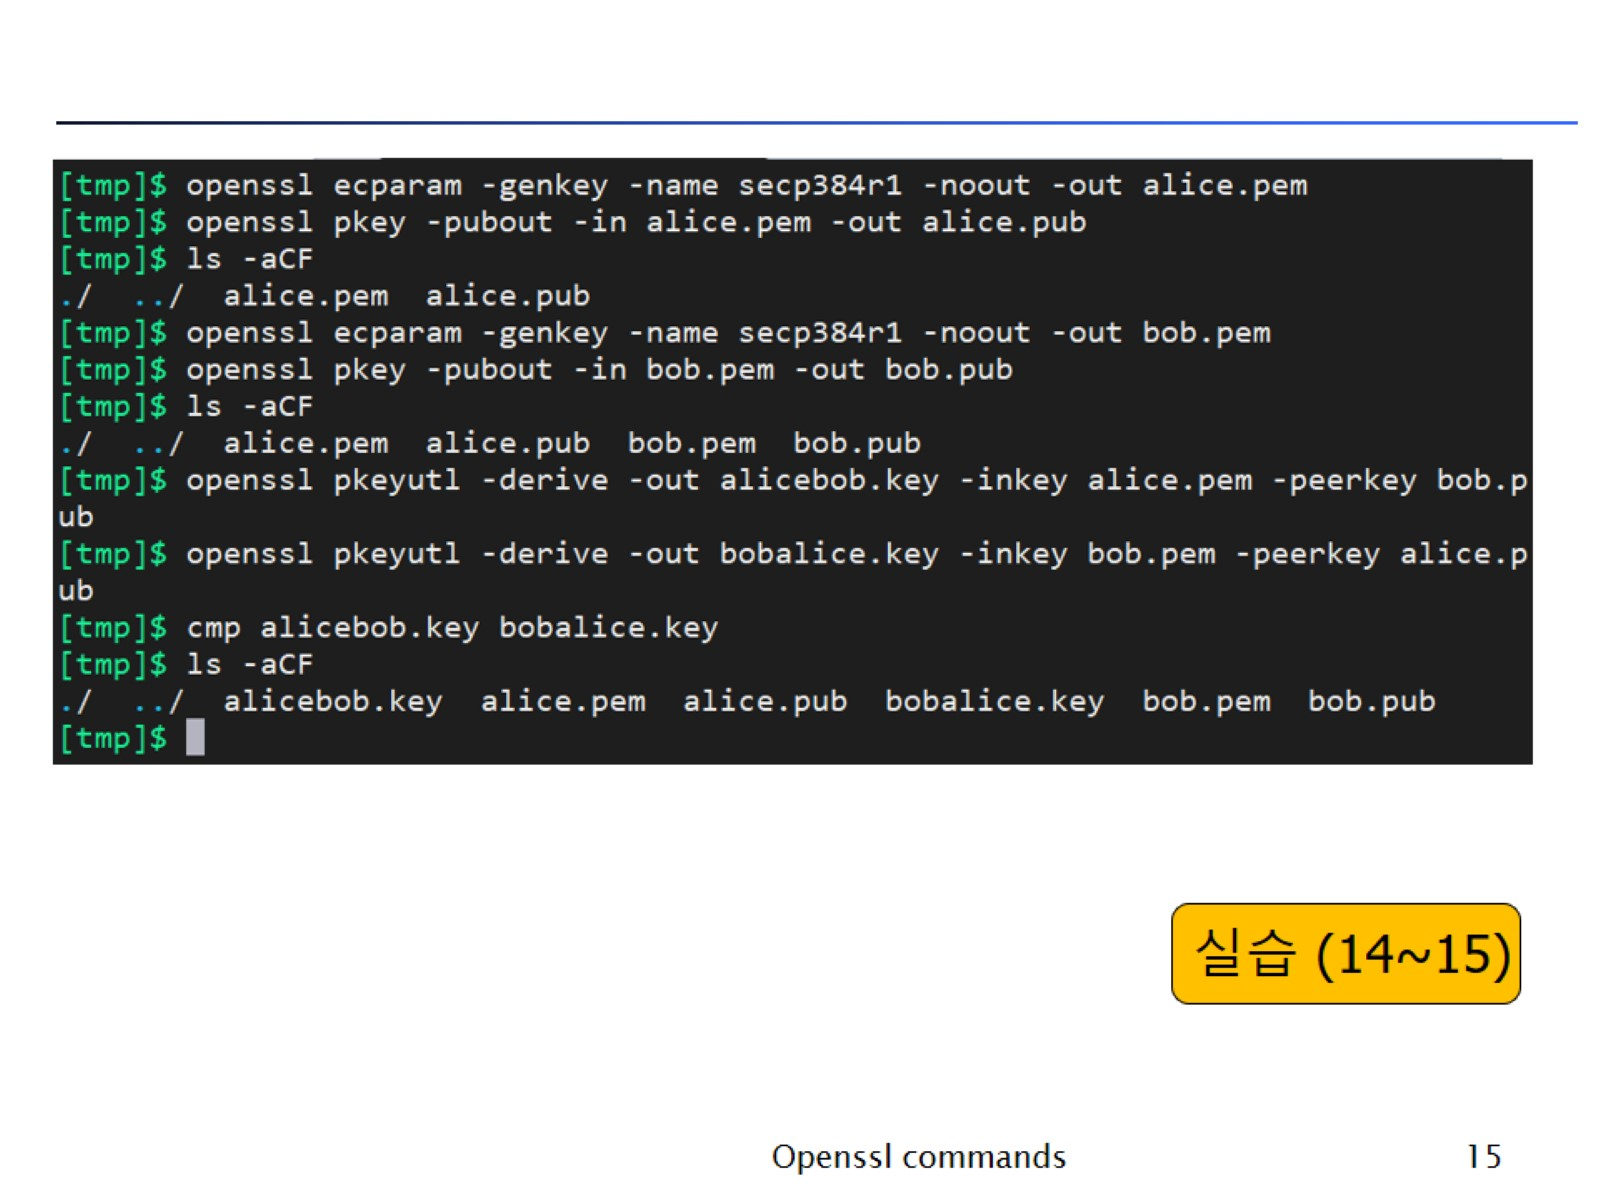 [tmp]$ openssl ecparam -genkey -name secp384r1 -noout -out alice.pem
[tmp]$ openssl pkey -pubout -in alice.pem -out alice.pub
[tmp]$ ls -aCF
./  ../  alice.pem  alice.pub
[tmp]$ openssl ecparam -genkey -name secp384r1 -noout -out bob.pem
[tmp]$ openssl pkey -pubout -in bob.pem -out bob.pub
[tmp]$ ls -aCF
./  ../  alice.pem  alice.pub  bob.pem  bob.pub
[tmp]$ openssl pkeyutl -derive -out alicebob.key -inkey alice.pem -peerkey bob.p
ub
[tmp]$ openssl pkeyutl -derive -out bobalice.key -inkey bob.pem -peerkey alice.p
ub
[tmp]$ cmp alicebob.key bobalice.key
[tmp]$ ls -aCF
./  ../  alicebob.key  alice.pem  alice.pub  bobalice.key  bob.pem  bob.pub
[tmp]$
실습 (14~15)
Openssl commands 15